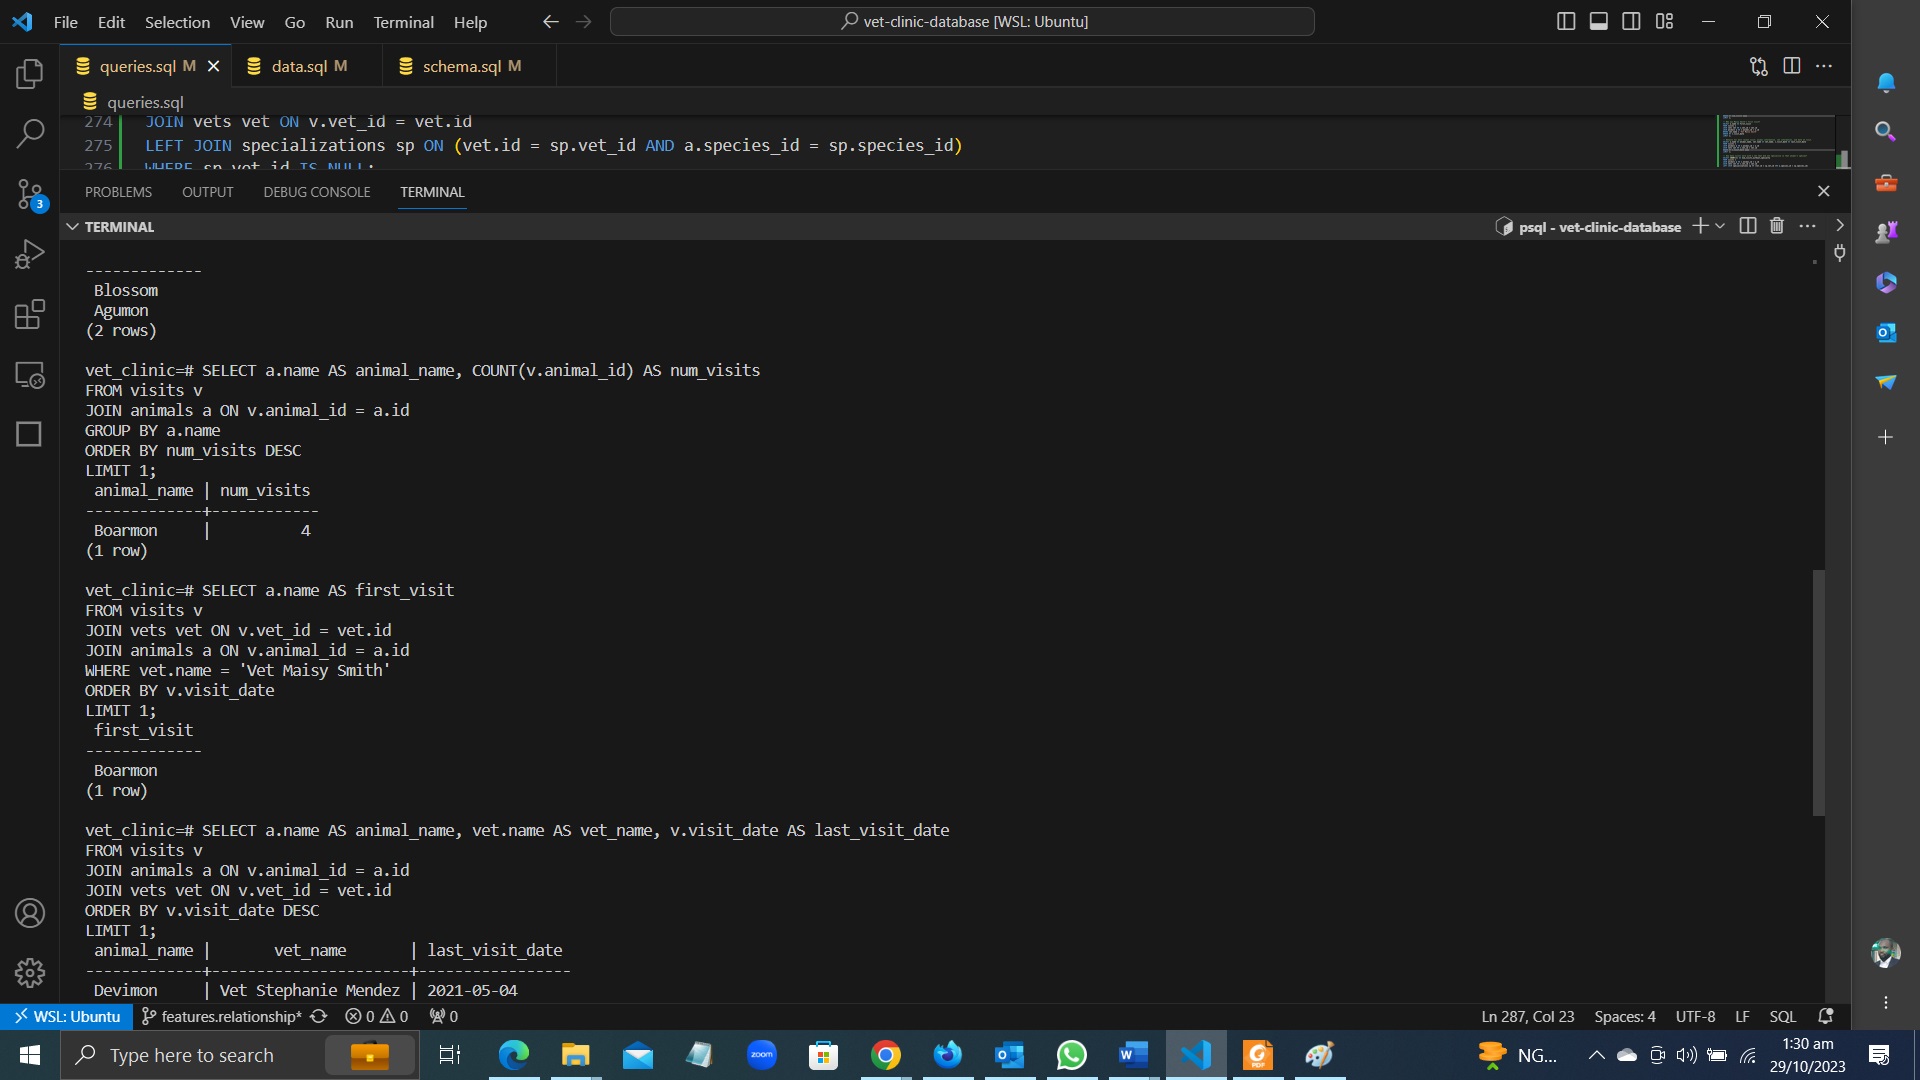 File Edit Selection View Go Run Terminal Help
vet-clinic-database [WSL: Ubuntu]
queries.sql M
data.sql M
schema.sql M
queries.sql
274 JOIN vets vet ON v.vet_id = vet.id
275 LEFT JOIN specializations sp ON (vet.id = sp.vet_id AND a.species_id = sp.species_id)
276 WHERE sp.vet_id IS NULL;
PROBLEMS OUTPUT DEBUG CONSOLE TERMINAL
TERMINAL
psql - vet-clinic-database
-------------
Blossom
Agumon
(2 rows)
vet_clinic=# SELECT a.name AS animal_name, COUNT(v.animal_id) AS num_visits
FROM visits v
JOIN animals a ON v.animal_id = a.id
GROUP BY a.name
ORDER BY num_visits DESC
LIMIT 1;
animal_name | num_visits
-------------+------------
Boarmon | 4
(1 row)
vet_clinic=# SELECT a.name AS first_visit
FROM visits v
JOIN vets vet ON v.vet_id = vet.id
JOIN animals a ON v.animal_id = a.id
WHERE vet.name = 'Vet Maisy Smith'
ORDER BY v.visit_date
LIMIT 1;
first_visit
-------------
Boarmon
(1 row)
vet_clinic=# SELECT a.name AS animal_name, vet.name AS vet_name, v.visit_date AS last_visit_date
FROM visits v
JOIN animals a ON v.animal_id = a.id
JOIN vets vet ON v.vet_id = vet.id
ORDER BY v.visit_date DESC
LIMIT 1;
animal_name | vet_name | last_visit_date
-------------+----------------------+-----------------
Devimon | Vet Stephanie Mendez | 2021-05-04
3
WSL: Ubuntu features.relationship* 0 0 0
Ln 287, Col 23 Spaces: 4 UTF-8 LF SQL
Type here to search
zoom
NG...
1:30 am
29/10/2023